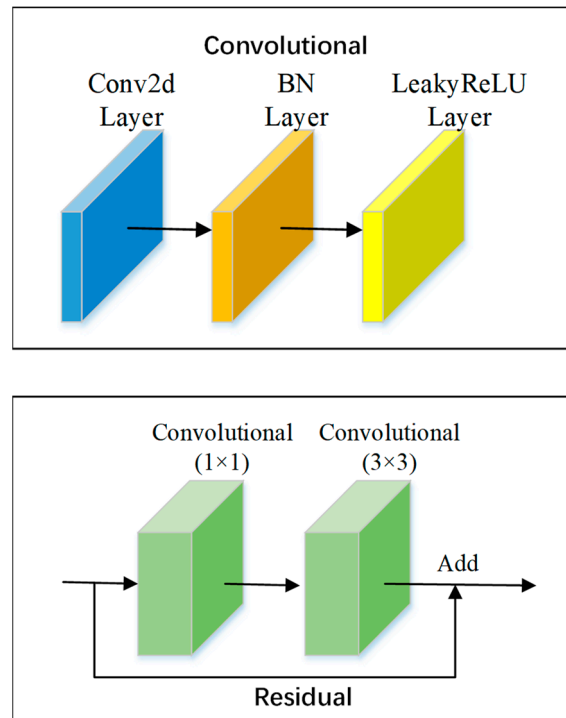 Convolutional
Conv2d
Layer
BN
Layer
LeakyReLU
Layer
Convolutional
(1×1)
Convolutional
(3×3)
Add
Residual